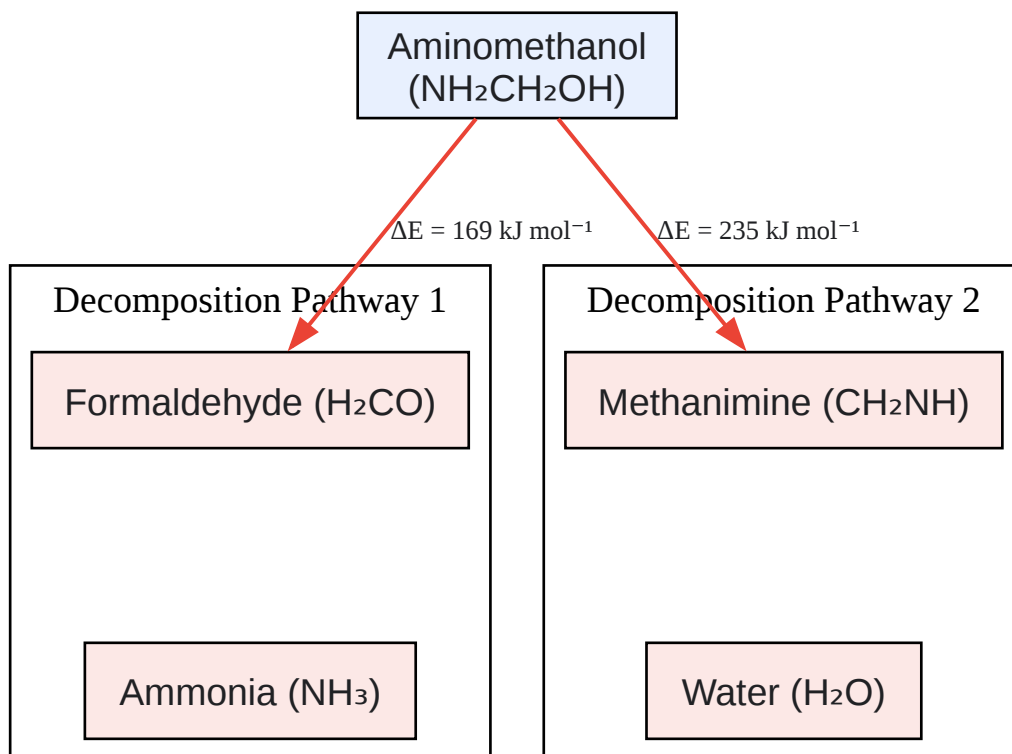 Aminomethanol
(NH₂CH₂OH)
ΔE = 169 kJ mol⁻¹
ΔE = 235 kJ mol⁻¹
Decomposition Pathway 1
Decomposition Pathway 2
Formaldehyde (H₂CO)
Methanimine (CH₂NH)
Ammonia (NH₃)
Water (H₂O)